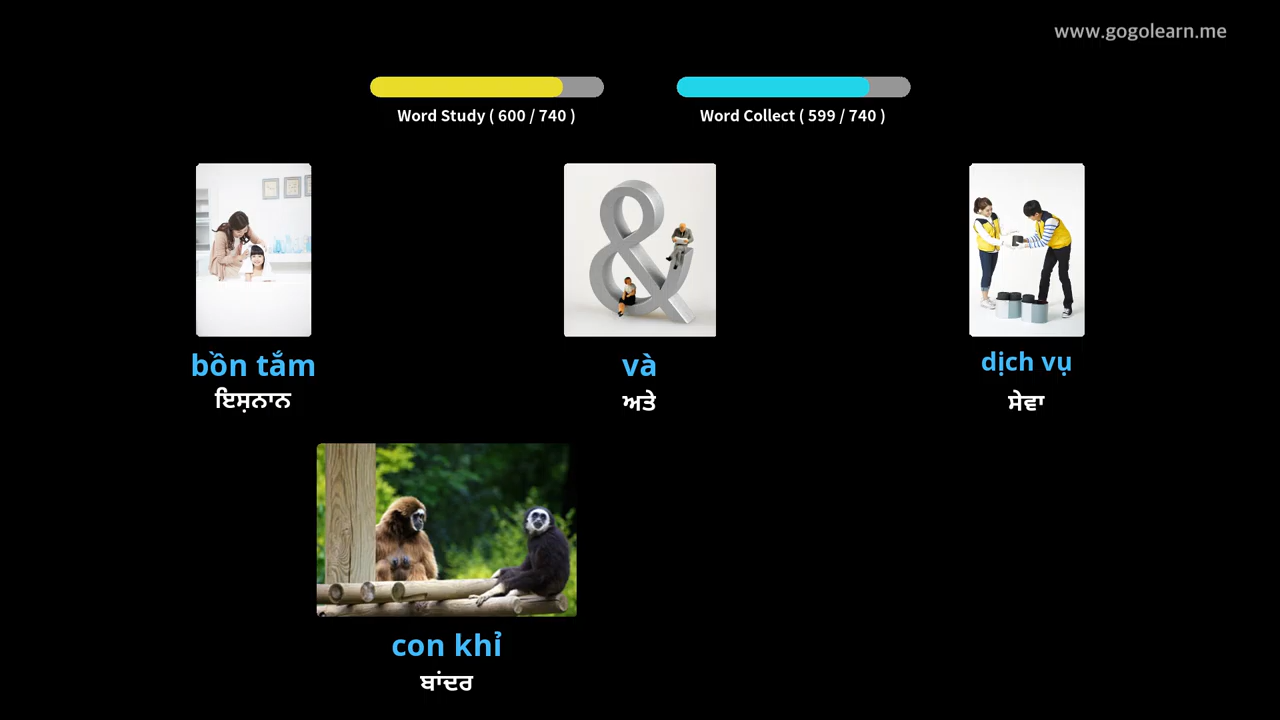 www.gogolearn.me
Word Study ( 600 / 740 )
Word Collect ( 599 / 740 )
bồn tắm
ਇਸ਼ਨਾਨ
và
ਅਤੇ
dịch vụ
ਸੇਵਾ
con khỉ
ਬਾਂਦਰ